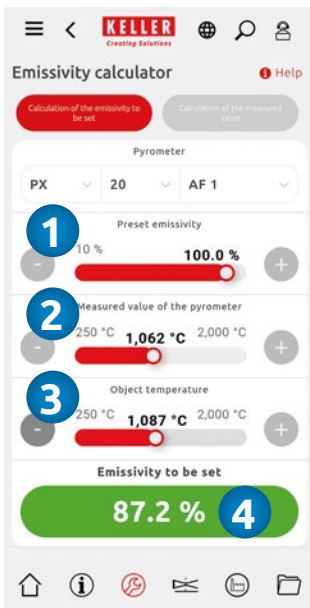 KELLER
Creating Solutions
Emissivity calculator
Help
Calculation of the emissivity to
be set
Calculation of the measured
value
Pyrometer
PX 20 AF 1
1
Preset emissivity
10 % 100.0 %
- +
2
Measured value of the pyrometer
250 °C 1,062 °C 2,000 °C
- +
3
Object temperature
250 °C 1,087 °C 2,000 °C
- +
Emissivity to be set
87.2 % 4